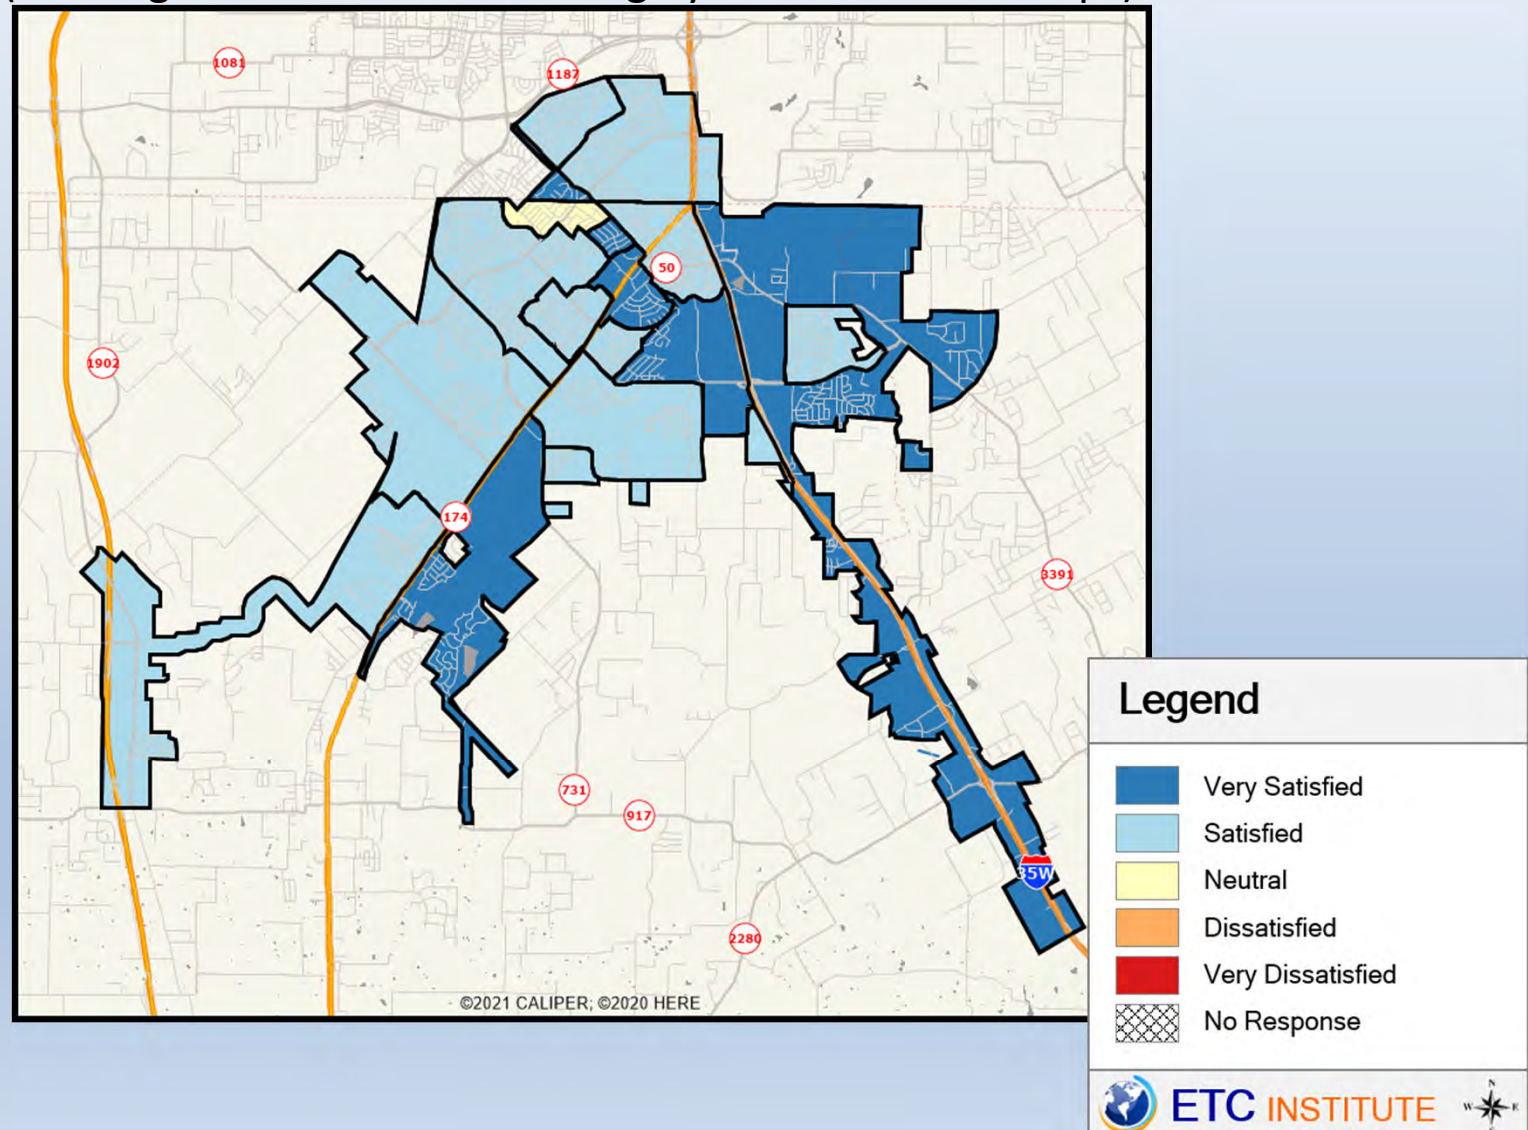 1081
1187
50
1902
174
3391
731
917
35W
2280
©2021 CALIPER; ©2020 HERE
Legend
Very Satisfied
Satisfied
Neutral
Dissatisfied
Very Dissatisfied
No Response
ETC INSTITUTE
N
W E